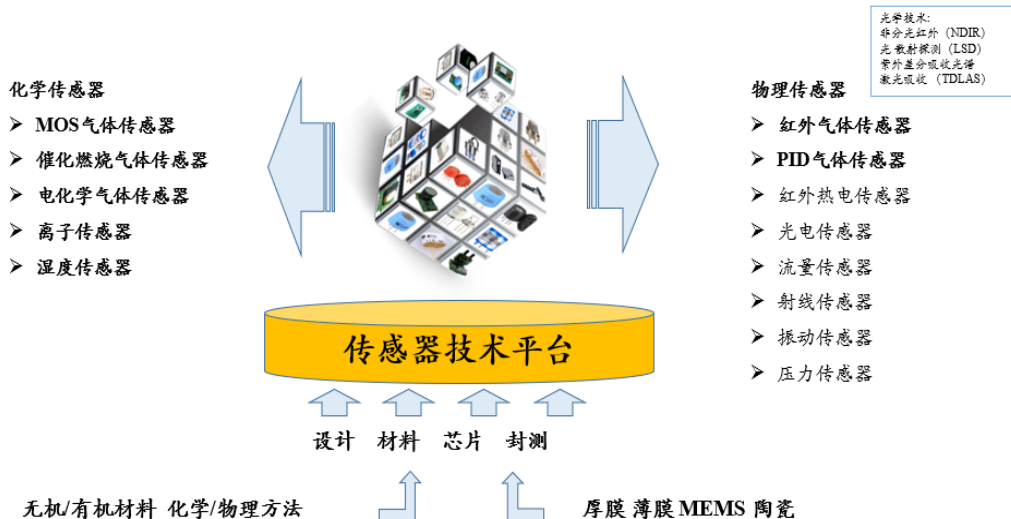 光学技术:
非分光红外（NDIR）
光散射探测（LSD）
紫外差分吸收光谱
激光吸收 （TDLAS）
化学传感器
➢ MOS气体传感器
➢ 催化燃烧气体传感器
➢ 电化学气体传感器
➢ 离子传感器
➢ 湿度传感器
物理传感器
➢ 红外气体传感器
➢ PID气体传感器
➢ 红外热电传感器
➢ 光电传感器
➢ 流量传感器
➢ 射线传感器
➢ 振动传感器
➢ 压力传感器
传感器技术平台
设计 材料 芯片 封测
无机/有机材料 化学/物理方法
厚膜 薄膜 MEMS 陶瓷